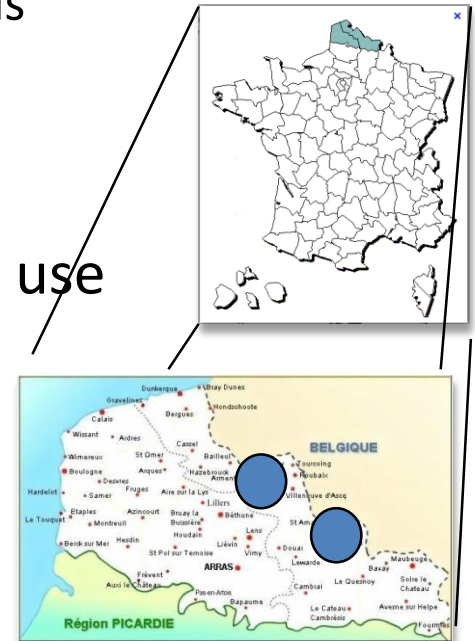 use
Dunkerque
Bray Dunes
Gravelines
Hondschoote
Calais
Bergues
Wissant
Ardres
Cassel
BELGIQUE
Wimereux
St Omer
Bailleul
Tourcoing
Boulogne
Arques
Hazebrouck
Armen
Roubaix
Desvres
Aire sur la Lys
Villeneuve d'Ascq
Hardelot
Samer
Fruges
Lillers
Le Touquet
Etaples
Azincourt
Bruay la
Buissière
Béthune
St Am
Montreuil
Houdain
Lens
Berck sur Mer
Hesdin
Liévin
Vimy
Douai
Maubeuge
St Pol sur Ternoise
Lewarde
Bavay
ARRAS
Solre le
Chateau
Frévent
Le Quesnoy
Auxi le Château
Cambrai
Pas-en-Artois
Bapaume
Le Cateau
Cambrésis
Avesne sur Helpe
Région PICARDIE
Fourmies